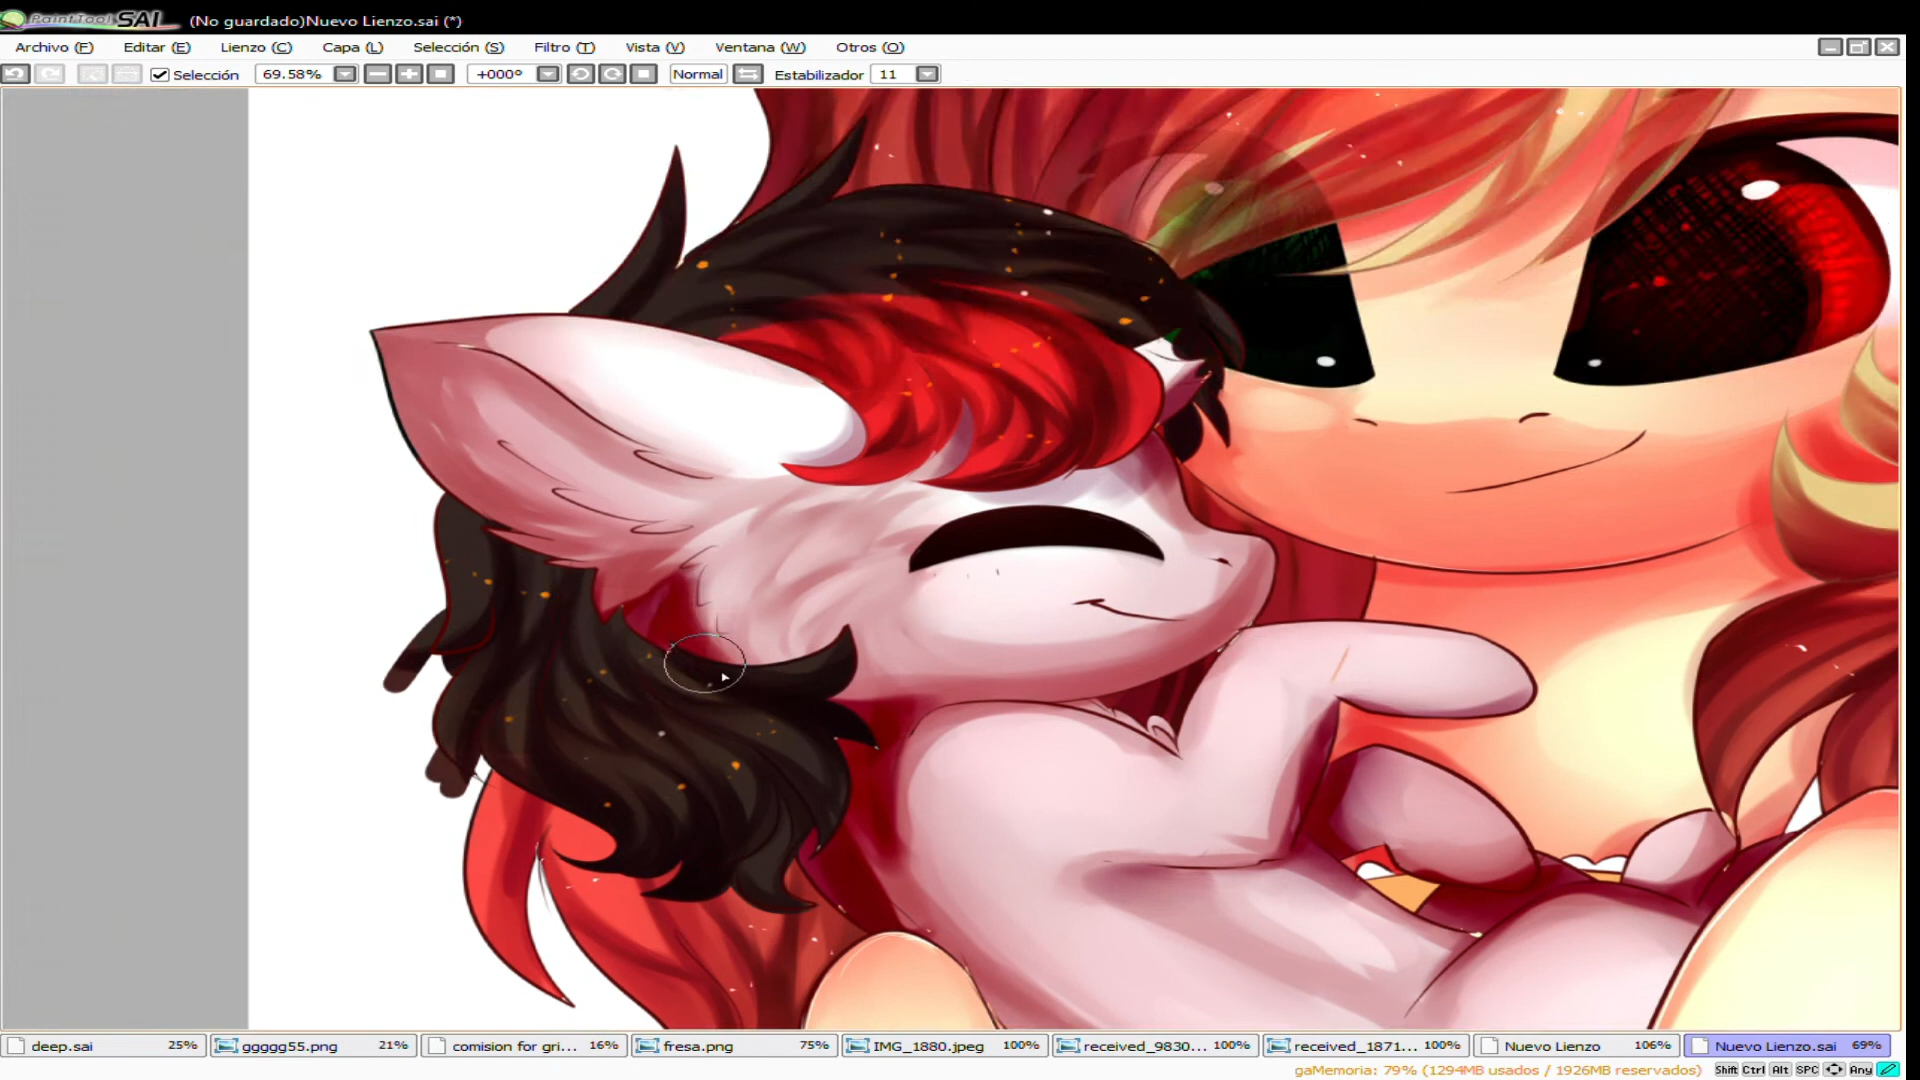 PaintTool SAI (No guardado)Nuevo Lienzo.sai (*)
Archivo (F) Editar (E) Lienzo (C) Capa (L) Selección (S) Filtro (T) Vista (V) Ventana (W) Otros (O)
Selección 69.58% +000º Normal Estabilizador 11
deep.sai 25% ggggg55.png 21% comision for gri... 16% fresa.png 75% IMG_1880.jpeg 100% received_9830... 100% received_1871... 100% Nuevo Lienzo 106% Nuevo Lienzo.sai 69%
gaMemoria: 79% (1294MB usados / 1926MB reservados) Shift Ctrl Alt SPC Any